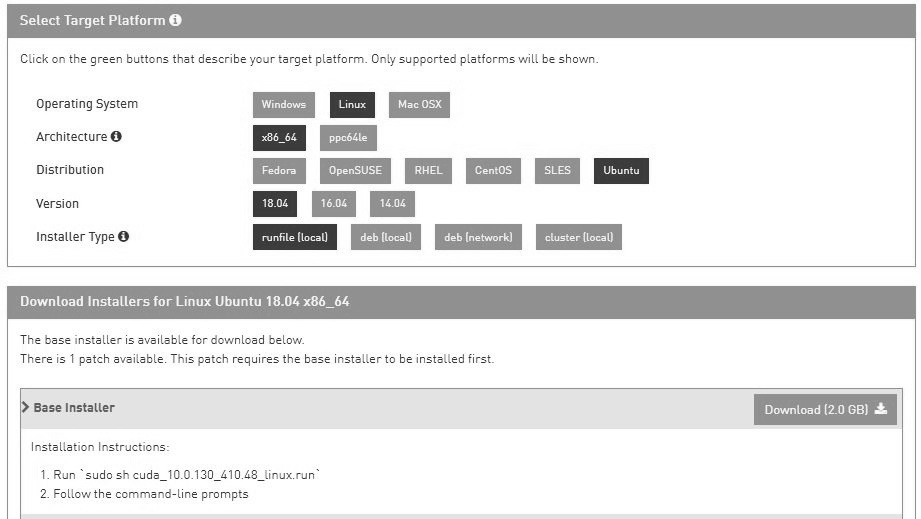 Select Target Platform
Click on the green buttons that describe your target platform. Only supported platforms will be shown.
Operating System Windows Linux Mac OSX
Architecture x86_64 ppc64le
Distribution Fedora OpenSUSE RHEL CentOS SLES Ubuntu
Version 18.04 16.04 14.04
Installer Type runfile (local) deb (local) deb (network) cluster (local)
Download Installers for Linux Ubuntu 18.04 x86_64
The base installer is available for download below.
There is 1 patch available. This patch requires the base installer to be installed first.
Base Installer Download (2.0 GB)
Installation Instructions:
1. Run `sudo sh cuda_10.0.130_410.48_linux.run`
2. Follow the command-line prompts